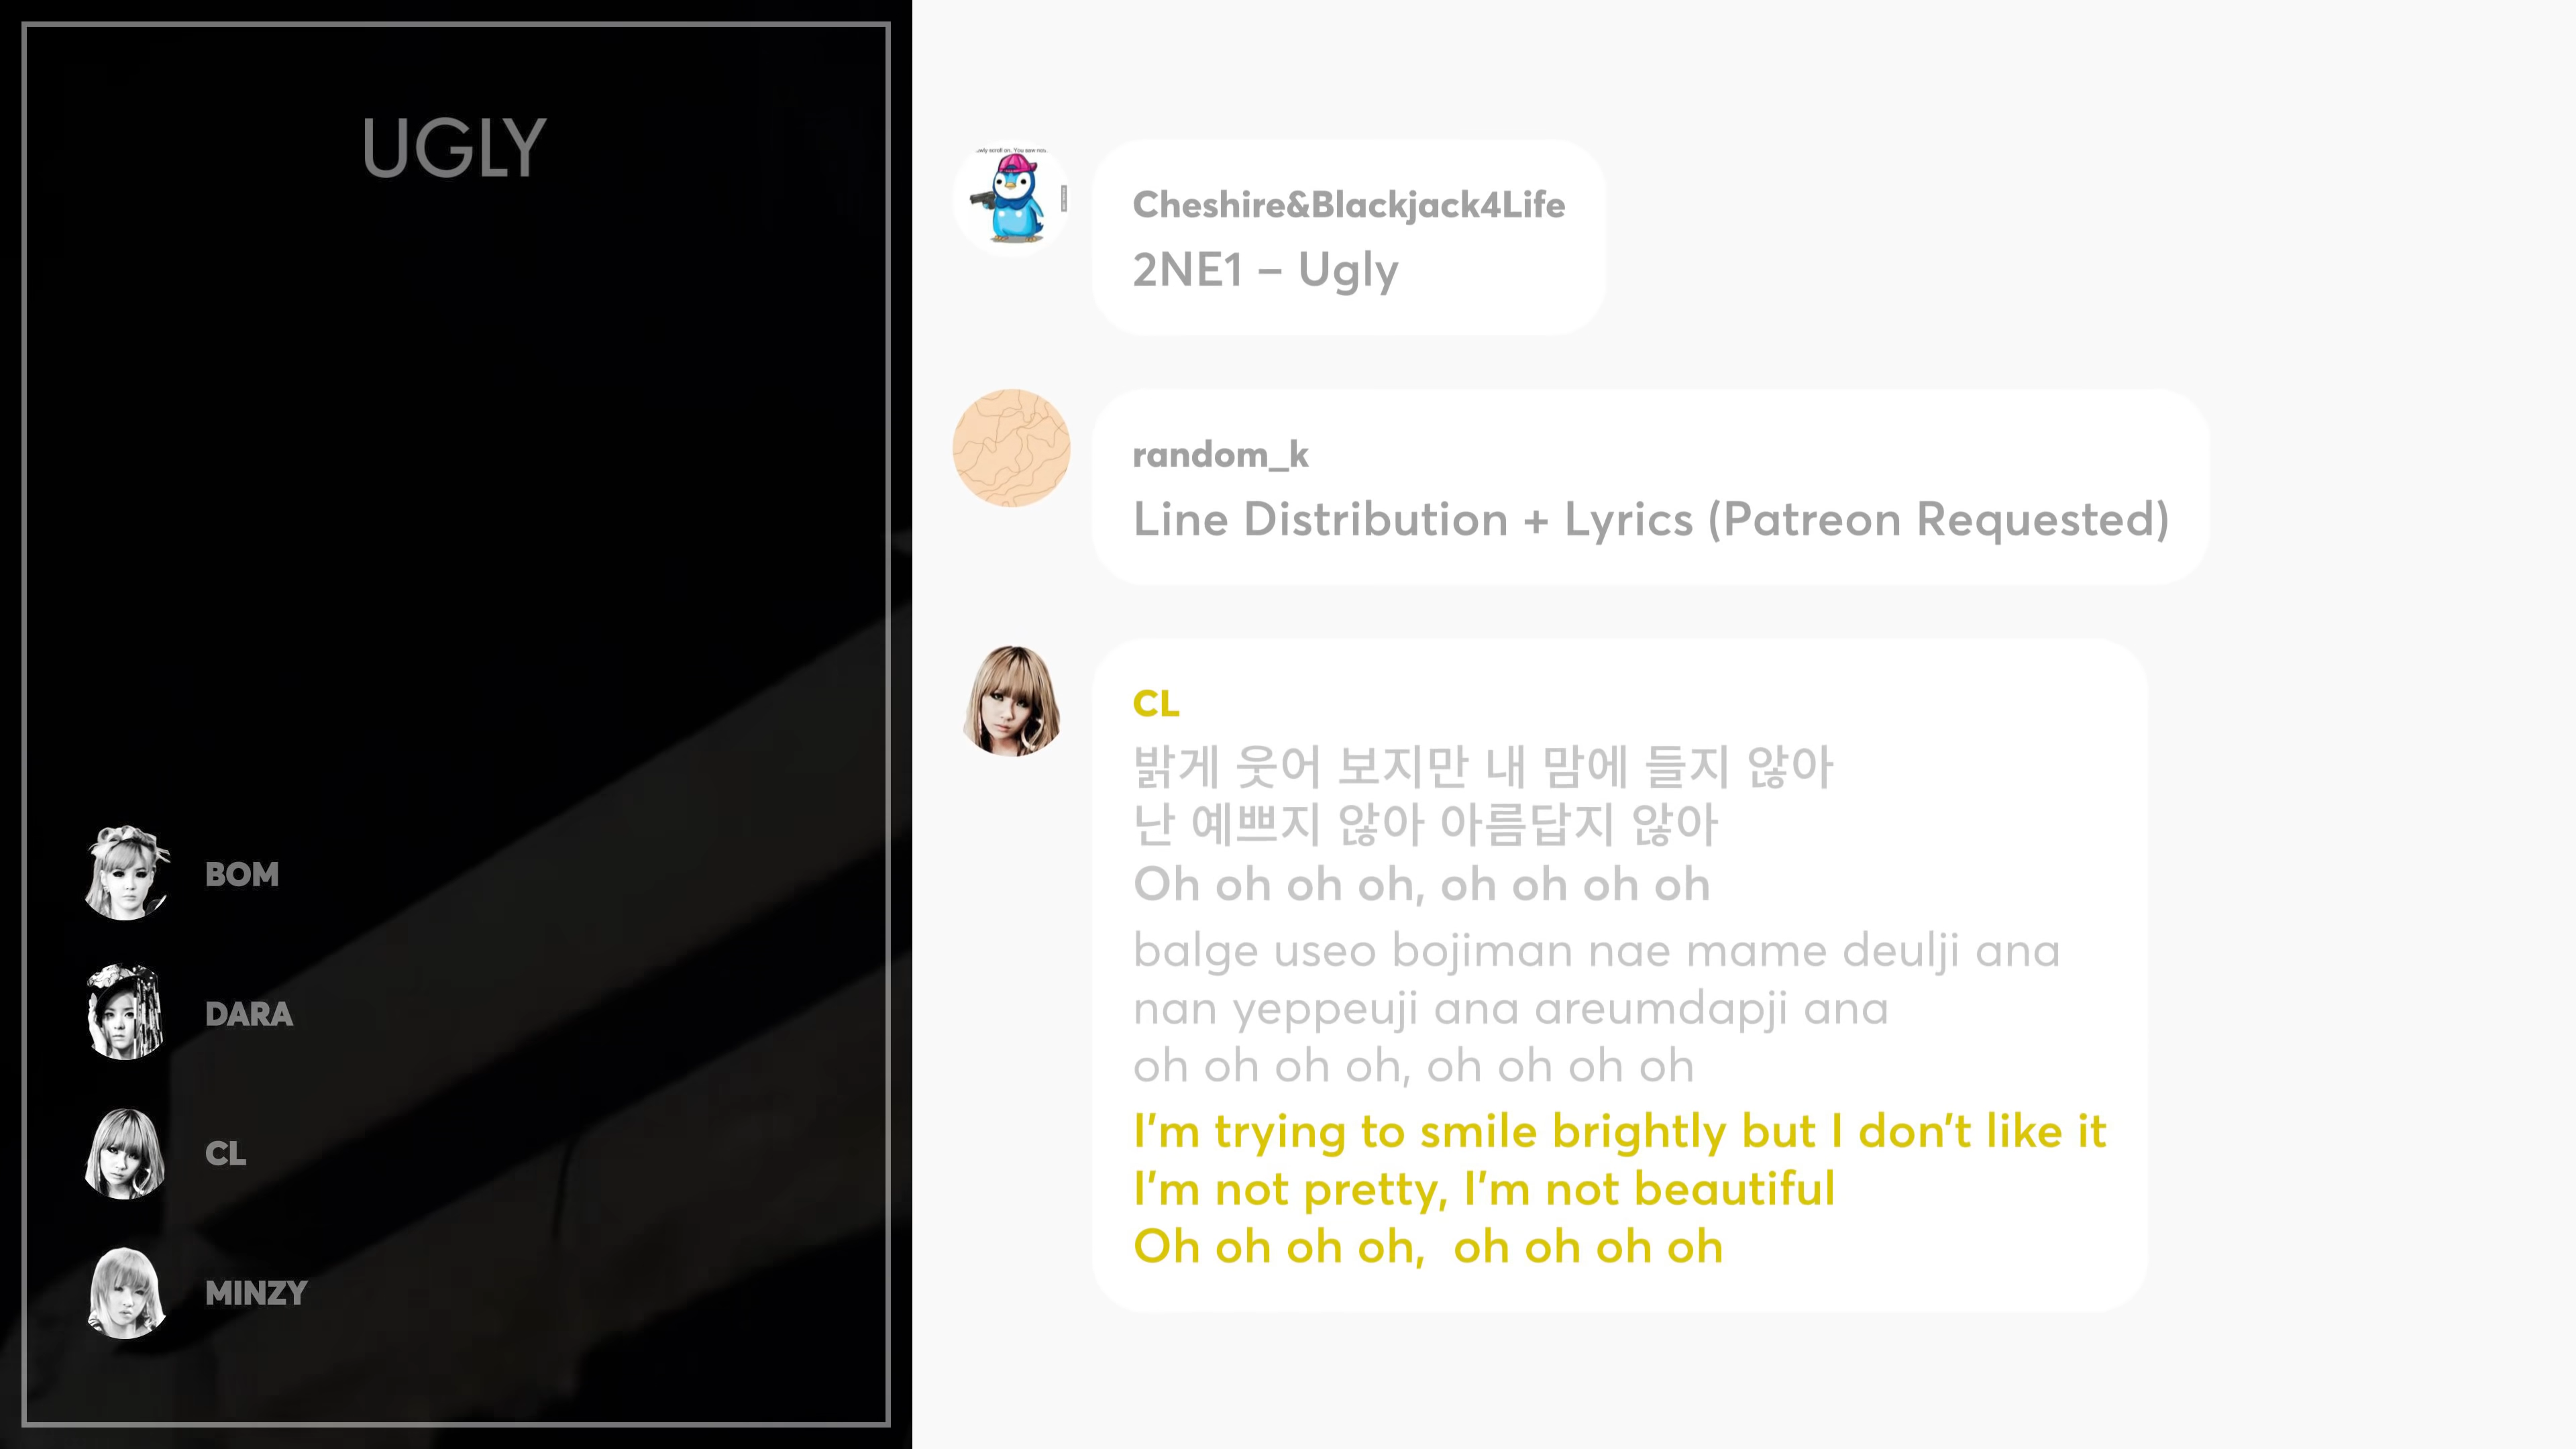 UGLY
BOM
DARA
CL
MINZY
Cheshire&Blackjack4Life
2NE1 – Ugly
random_k
Line Distribution + Lyrics (Patreon Requested)
CL
밝게 웃어 보지만 내 맘에 들지 않아
난 예쁘지 않아 아름답지 않아
Oh oh oh oh, oh oh oh oh
balge useo bojiman nae mame deulji ana
nan yeppeuji ana areumdapji ana
oh oh oh oh, oh oh oh oh
I'm trying to smile brightly but I don't like it
I'm not pretty, I'm not beautiful
Oh oh oh oh,  oh oh oh oh